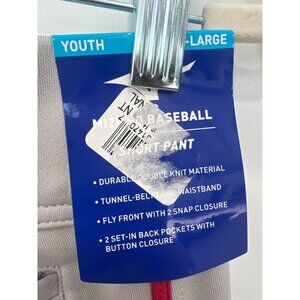 YOUTH
-LARGE
BASEBALL
SHORT PANT
• DURABLE DOUBLE KNIT MATERIAL
• TUNNEL-BELT WAISTBAND
• FLY FRONT WITH 2 SNAP CLOSURE
• 2 SET-IN BACK POCKETS WITH
BUTTON CLOSURE